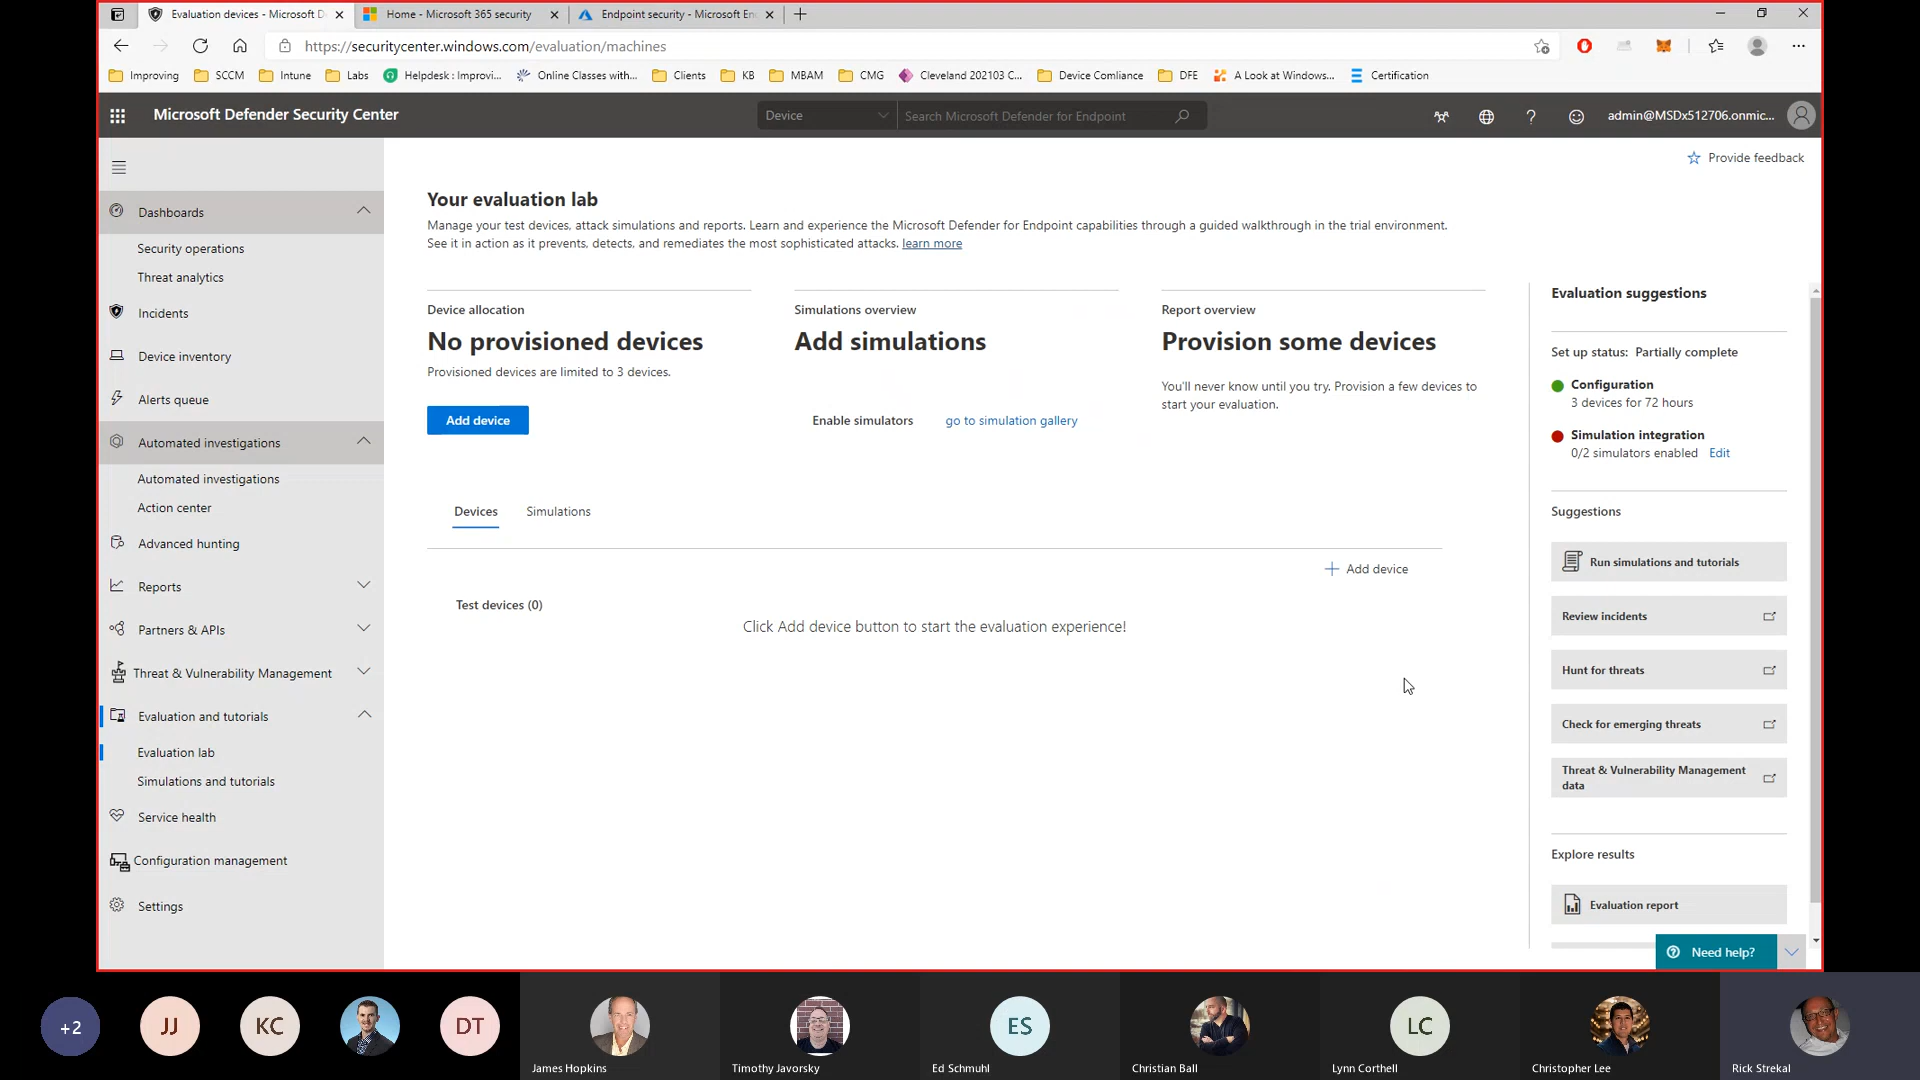 Evaluation devices - Microsoft D
Home - Microsoft 365 security
Endpoint security - Microsoft En
https://securitycenter.windows.com/evaluation/machines
Improving
SCCM
Intune
Labs
Helpdesk : Improvi...
Online Classes with...
Clients
KB
MBAM
CMG
Cleveland 202103 C...
Device Comliance
DFE
A Look at Windows...
Certification
Microsoft Defender Security Center
Device
Search Microsoft Defender for Endpoint
?
admin@MSDx512706.onmic...
Provide feedback
Dashboards
Security operations
Threat analytics
Incidents
Device inventory
Alerts queue
Automated investigations
Automated investigations
Action center
Advanced hunting
Reports
Partners & APIs
Threat & Vulnerability Management
Evaluation and tutorials
Evaluation lab
Simulations and tutorials
Service health
Configuration management
Settings
Your evaluation lab
Manage your test devices, attack simulations and reports. Learn and experience the Microsoft Defender for Endpoint capabilities through a guided walkthrough in the trial environment.
See it in action as it prevents, detects, and remediates the most sophisticated attacks. learn more
Device allocation
No provisioned devices
Provisioned devices are limited to 3 devices.
Add device
Simulations overview
Add simulations
Enable simulators
go to simulation gallery
Report overview
Provision some devices
You'll never know until you try. Provision a few devices to
start your evaluation.
Devices
Simulations
Add device
Test devices (0)
Click Add device button to start the evaluation experience!
Evaluation suggestions
Set up status: Partially complete
Configuration
3 devices for 72 hours
Simulation integration
0/2 simulators enabled Edit
Suggestions
Run simulations and tutorials
Review incidents
Hunt for threats
Check for emerging threats
Threat & Vulnerability Management
data
Explore results
Evaluation report
Need help?
+2
JJ
KC
DT
James Hopkins
Timothy Javorsky
ES
Ed Schmuhl
Christian Ball
LC
Lynn Corthell
Christopher Lee
Rick Strekal